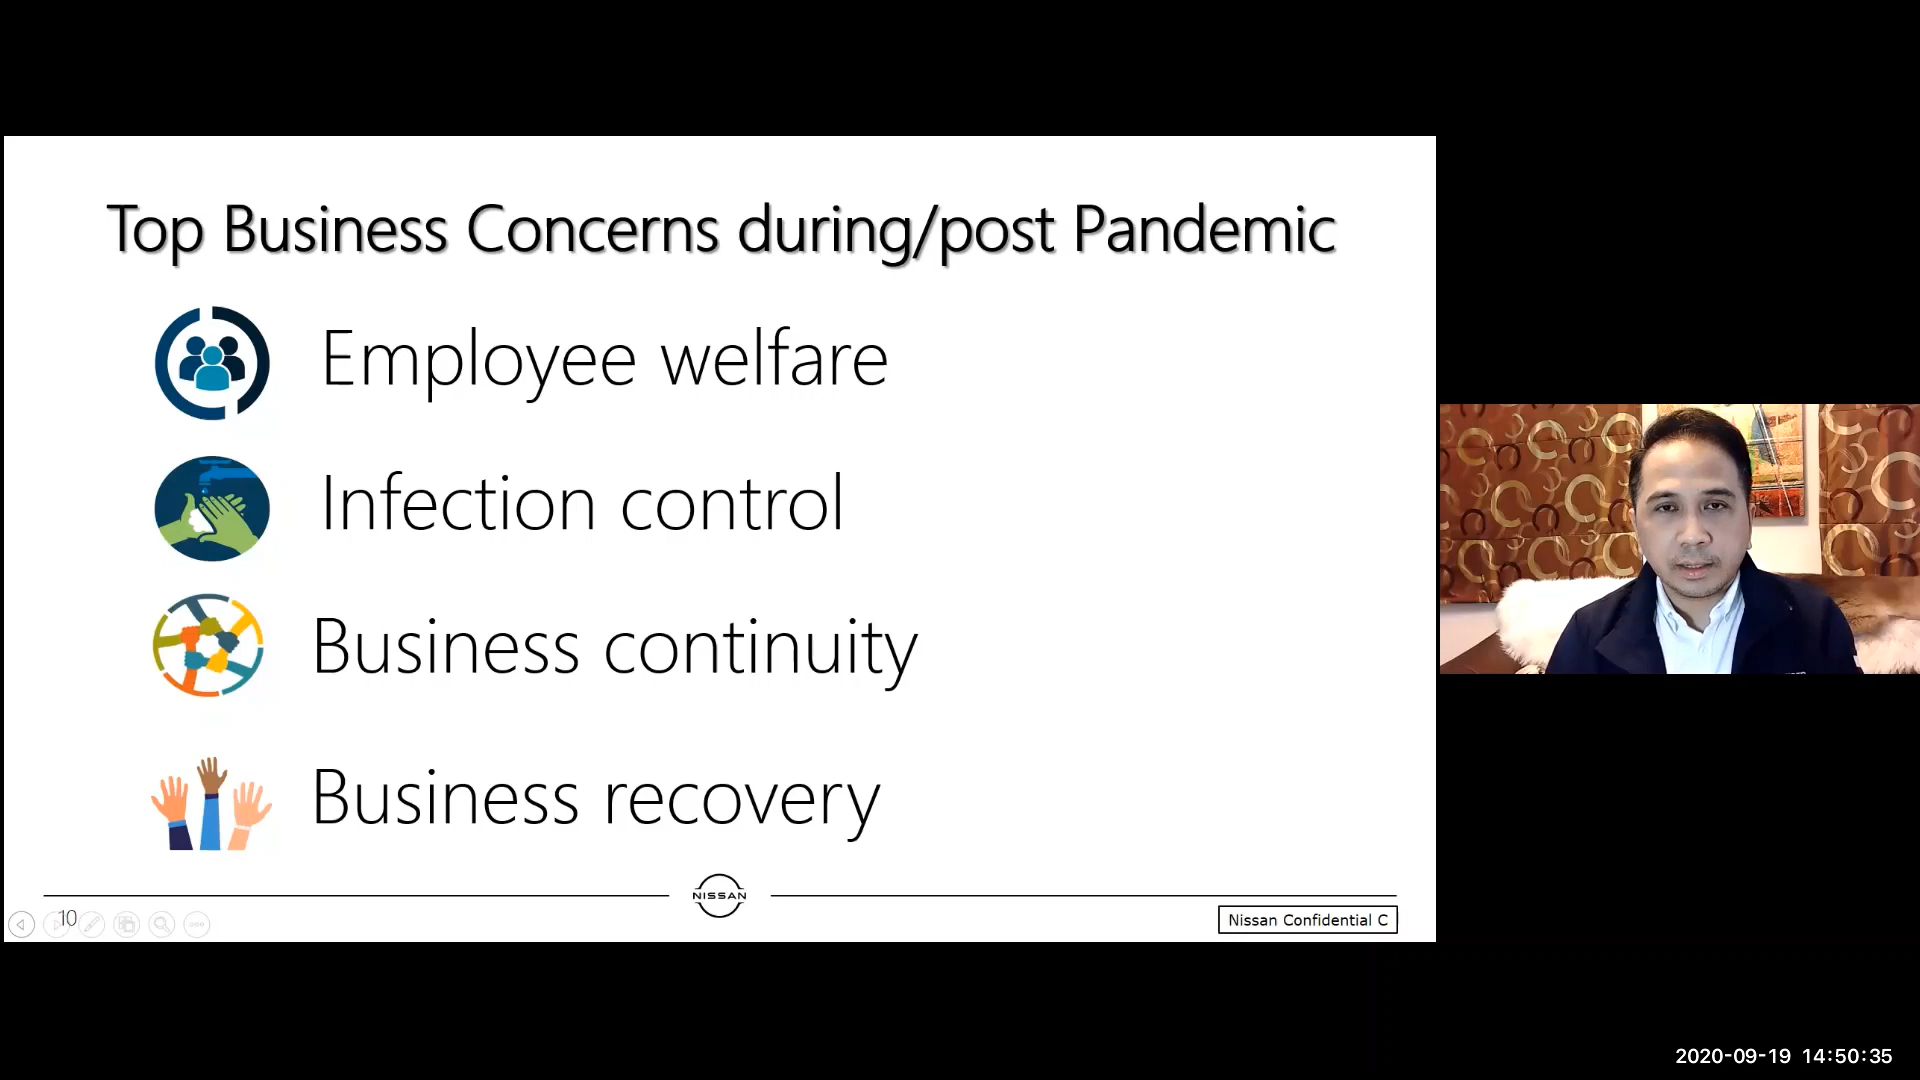 Top Business Concerns during/post Pandemic
Employee welfare
Infection control
Business continuity
Business recovery
NISSAN
10
Nissan Confidential C
2020-09-19 14:50:35